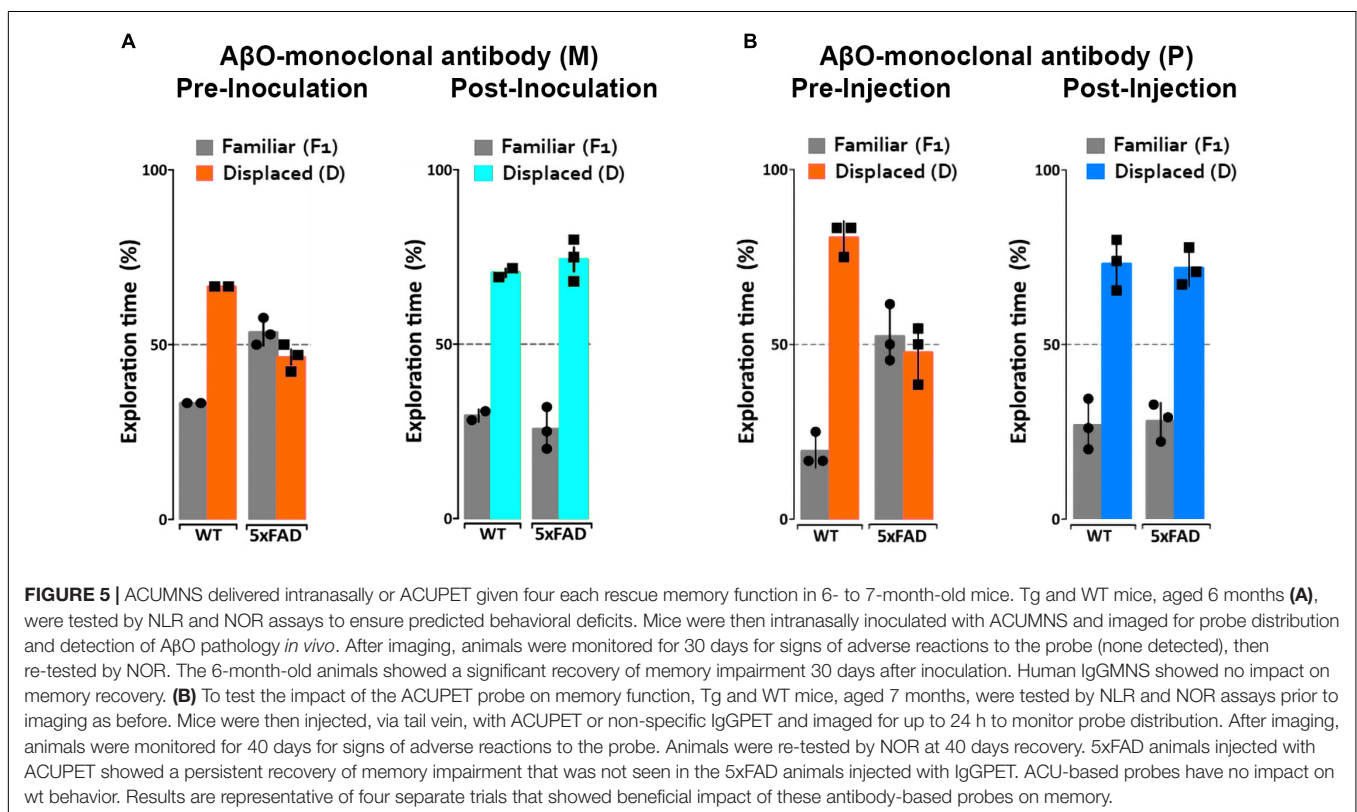 A
AβO-monoclonal antibody (M)
Pre-Inoculation
Post-Inoculation
Familiar (F1)
Displaced (D)
100
50
0
Exploration time (%)
WT
5xFAD
Familiar (F1)
Displaced (D)
100
50
0
Exploration time (%)
WT
5xFAD
B
AβO-monoclonal antibody (P)
Pre-Injection
Post-Injection
Familiar (F1)
Displaced (D)
100
50
0
Exploration time (%)
WT
5xFAD
Familiar (F1)
Displaced (D)
100
50
0
Exploration time (%)
WT
5xFAD
FIGURE 5 | ACUMNS delivered intranasally or ACUPET given four each rescue memory function in 6- to 7-month-old mice. Tg and WT mice, aged 6 months (A),
were tested by NLR and NOR assays to ensure predicted behavioral deficits. Mice were then intranasally inoculated with ACUMNS and imaged for probe distribution
and detection of AβO pathology in vivo. After imaging, animals were monitored for 30 days for signs of adverse reactions to the probe (none detected), then
re-tested by NOR. The 6-month-old animals showed a significant recovery of memory impairment 30 days after inoculation. Human IgGMNS showed no impact on
memory recovery. (B) To test the impact of the ACUPET probe on memory function, Tg and WT mice, aged 7 months, were tested by NLR and NOR assays prior to
imaging as before. Mice were then injected, via tail vein, with ACUPET or non-specific IgGPET and imaged for up to 24 h to monitor probe distribution. After imaging,
animals were monitored for 40 days for signs of adverse reactions to the probe. Animals were re-tested by NOR at 40 days recovery. 5xFAD animals injected with
ACUPET showed a persistent recovery of memory impairment that was not seen in the 5xFAD animals injected with IgGPET. ACU-based probes have no impact on
wt behavior. Results are representative of four separate trials that showed beneficial impact of these antibody-based probes on memory.